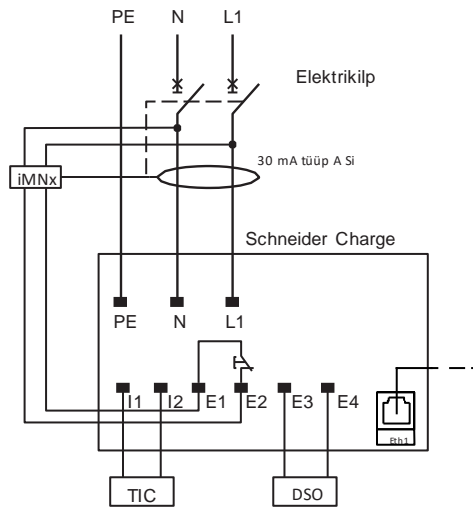 PE N L1
Elektrikilp
30 mA tüüp A Si
iMNx
Schneider Charge
PE N L1
I1 I2 E1 E2 E3 E4
Eth1
TIC DSO